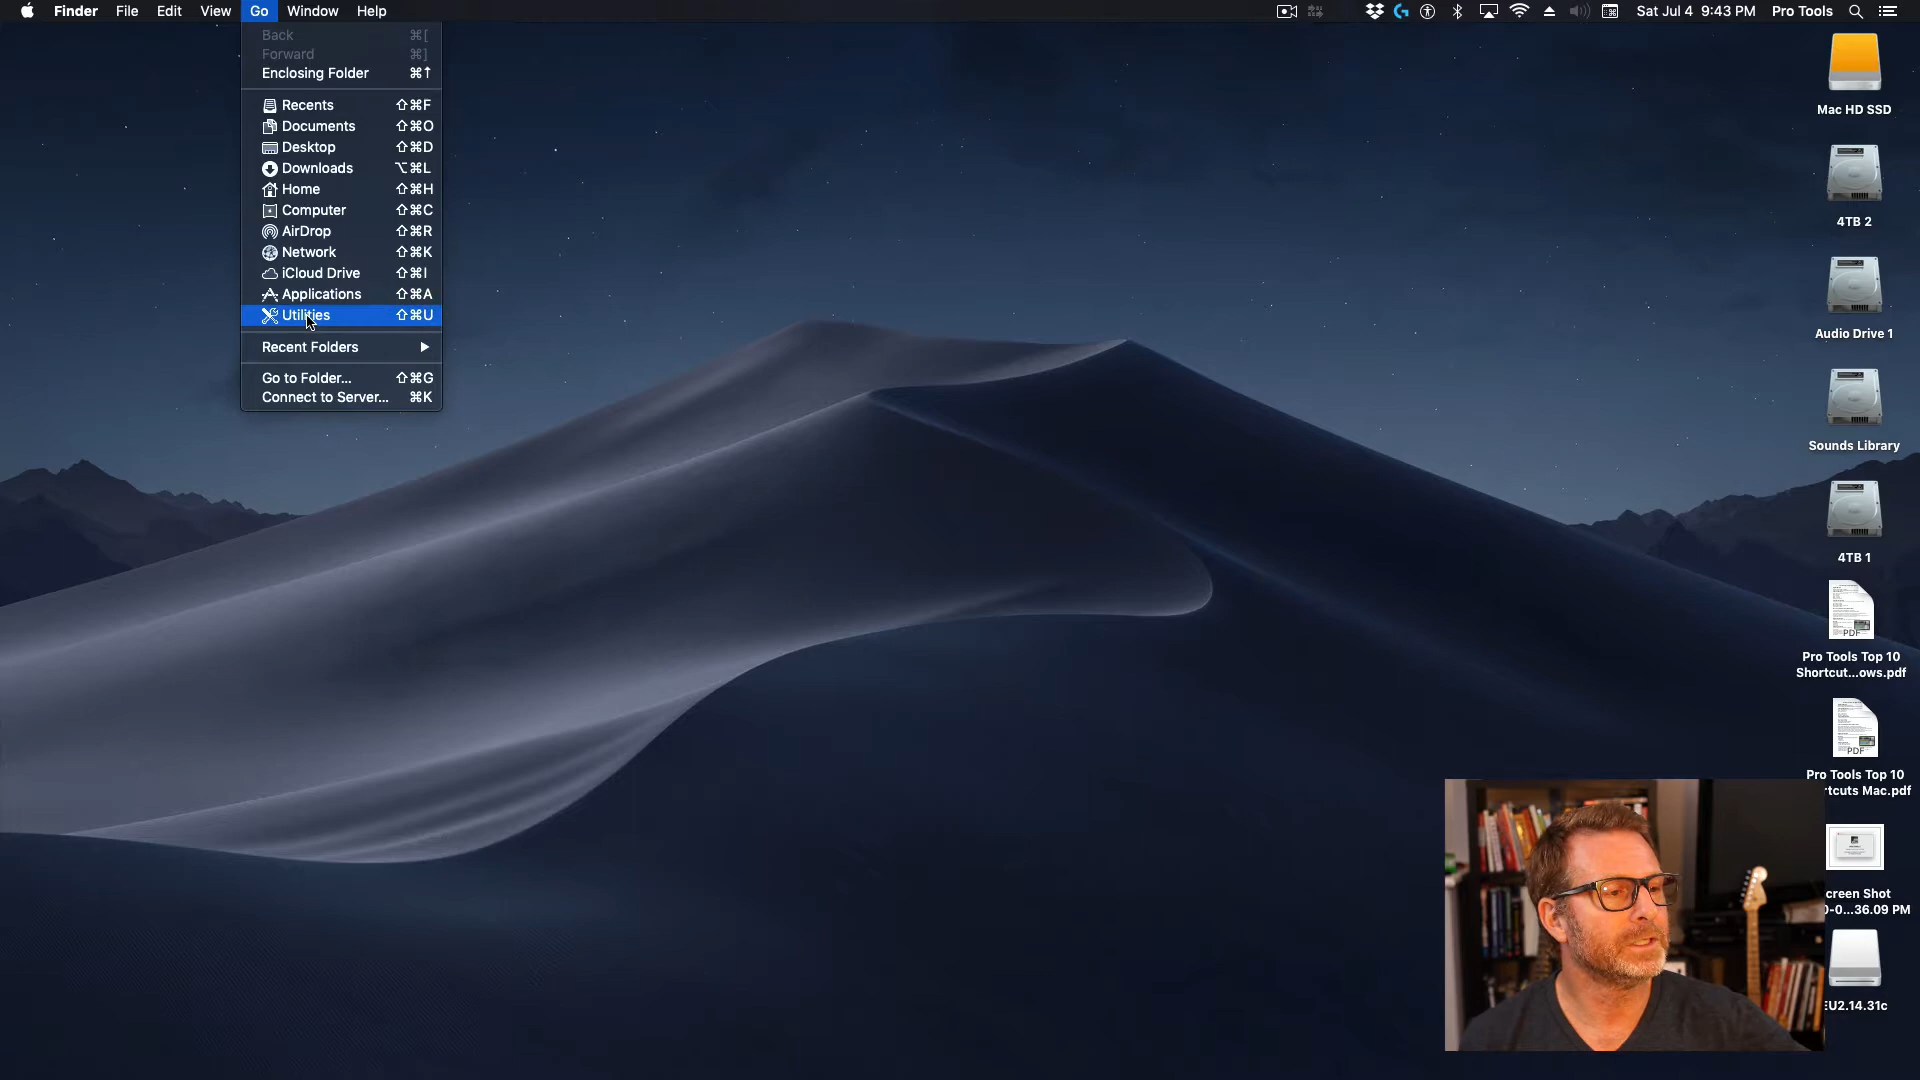 Finder File Edit View Go Window Help
Sat Jul 4 9:43 PM Pro Tools
Back ⌘[
Forward ⌘]
Enclosing Folder ⌘↑
Recents ⇧⌘F
Documents ⇧⌘O
Desktop ⇧⌘D
Downloads ⌥⌘L
Home ⇧⌘H
Computer ⇧⌘C
AirDrop ⇧⌘R
Network ⇧⌘K
iCloud Drive ⇧⌘I
Applications ⇧⌘A
Utilities ⇧⌘U
Recent Folders
Go to Folder... ⇧⌘G
Connect to Server... ⌘K
Mac HD SSD
4TB 2
Audio Drive 1
Sounds Library
4TB 1
PDF
Pro Tools Top 10
Shortcut...ows.pdf
PDF
Pro Tools Top 10
rtcuts Mac.pdf
creen Shot
0-0...36.09 PM
EU2.14.31c